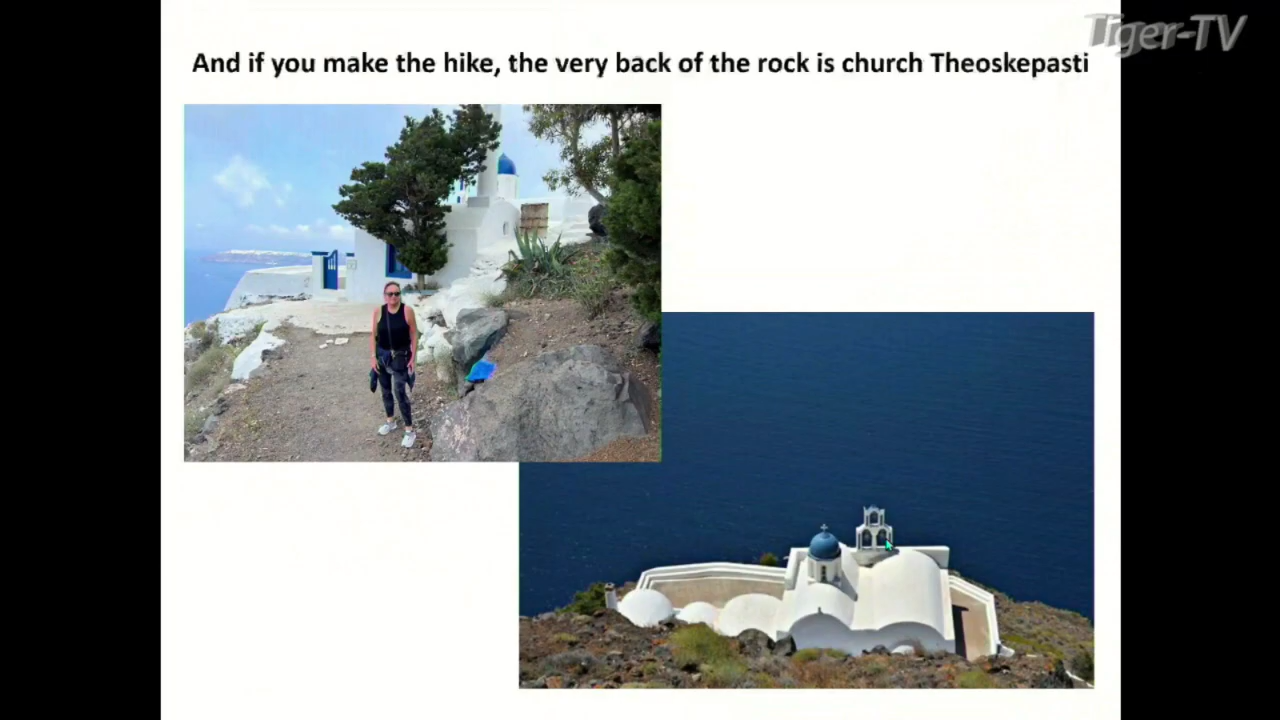 Tiger-TV
And if you make the hike, the very back of the rock is church Theoskepasti